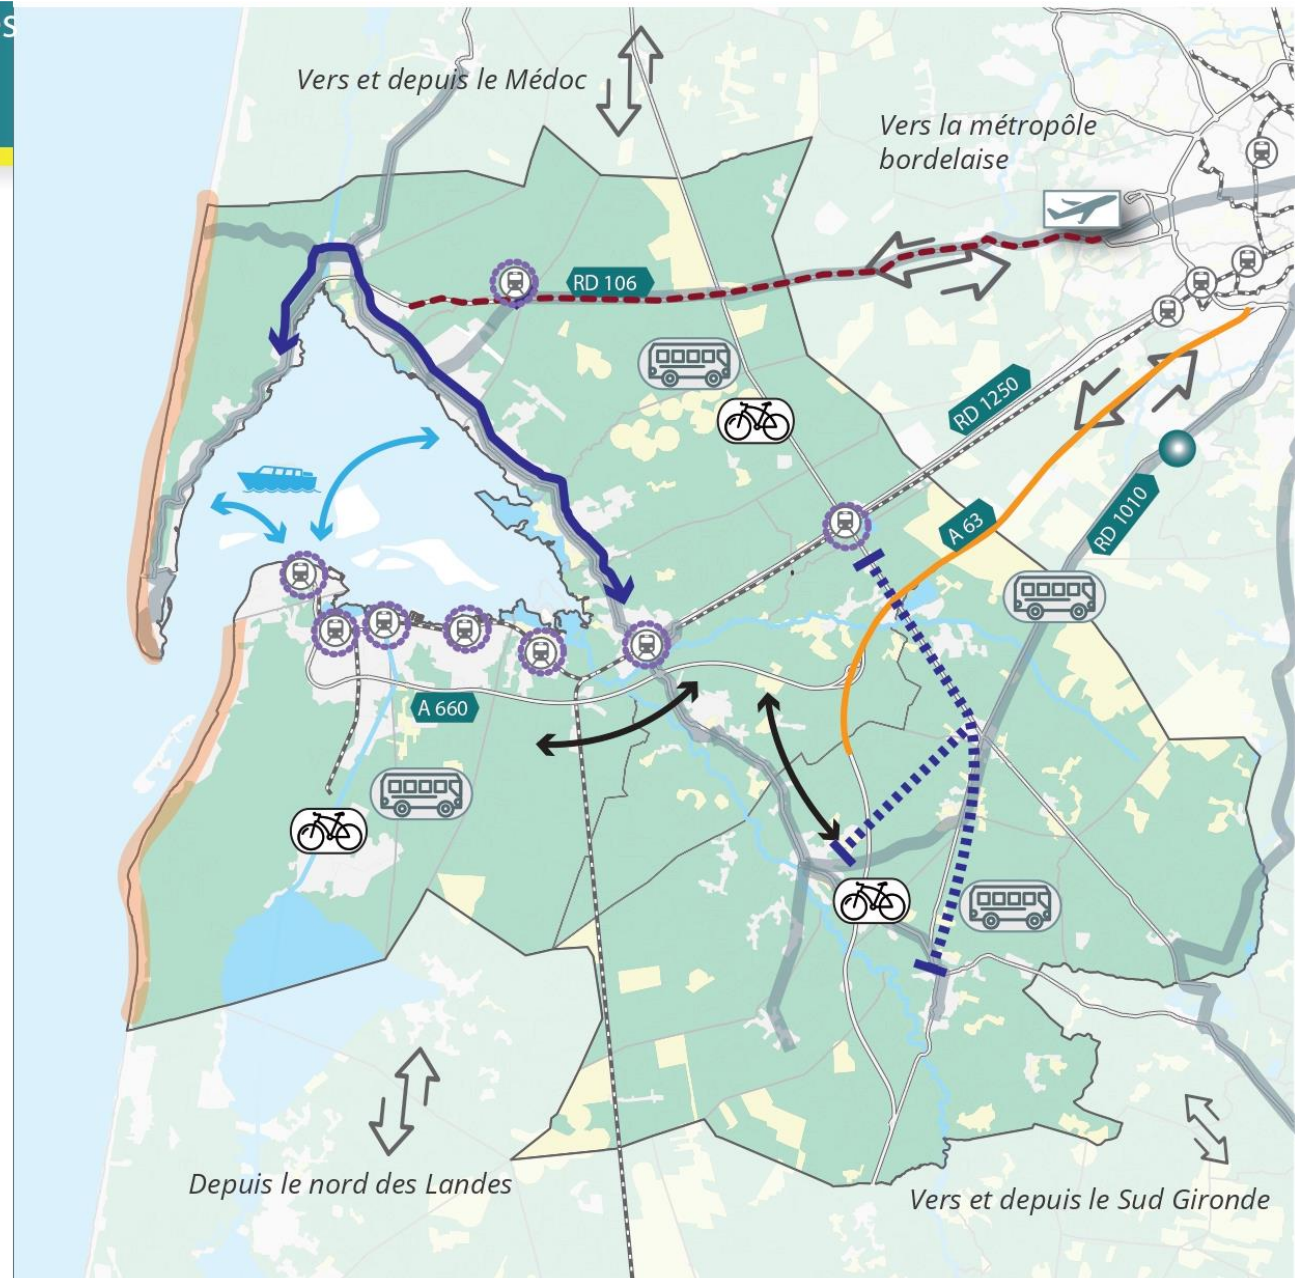 s
Vers et depuis le Médoc
Vers la métropôle
bordelaise
RD 106
RD 1250
A 63
RD 1010
A 660
Depuis le nord des Landes
Vers et depuis le Sud Gironde